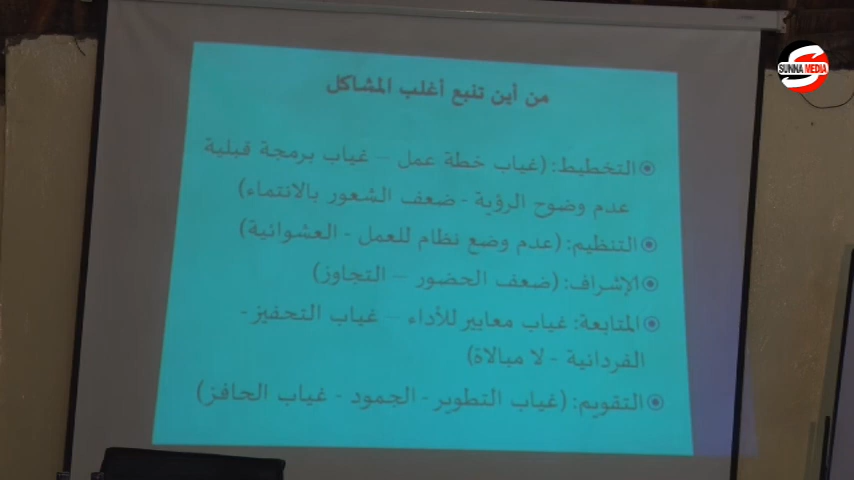 SUNNA MEDIA
من أين تنبع أغلب المشاكل
التخطيط: (غياب خطة عمل – غياب برمجة قبلية
عدم وضوح الرؤية - ضعف الشعور بالانتماء)
التنظيم: (عدم وضع نظام للعمل - العشوائية)
الإشراف: (ضعف الحضور – التجاوز)
المتابعة: غياب معايير للأداء – غياب التحفيز -
الفردانية - لا مبالاة)
التقويم: (غياب التطوير - الجمود - غياب الحافز)